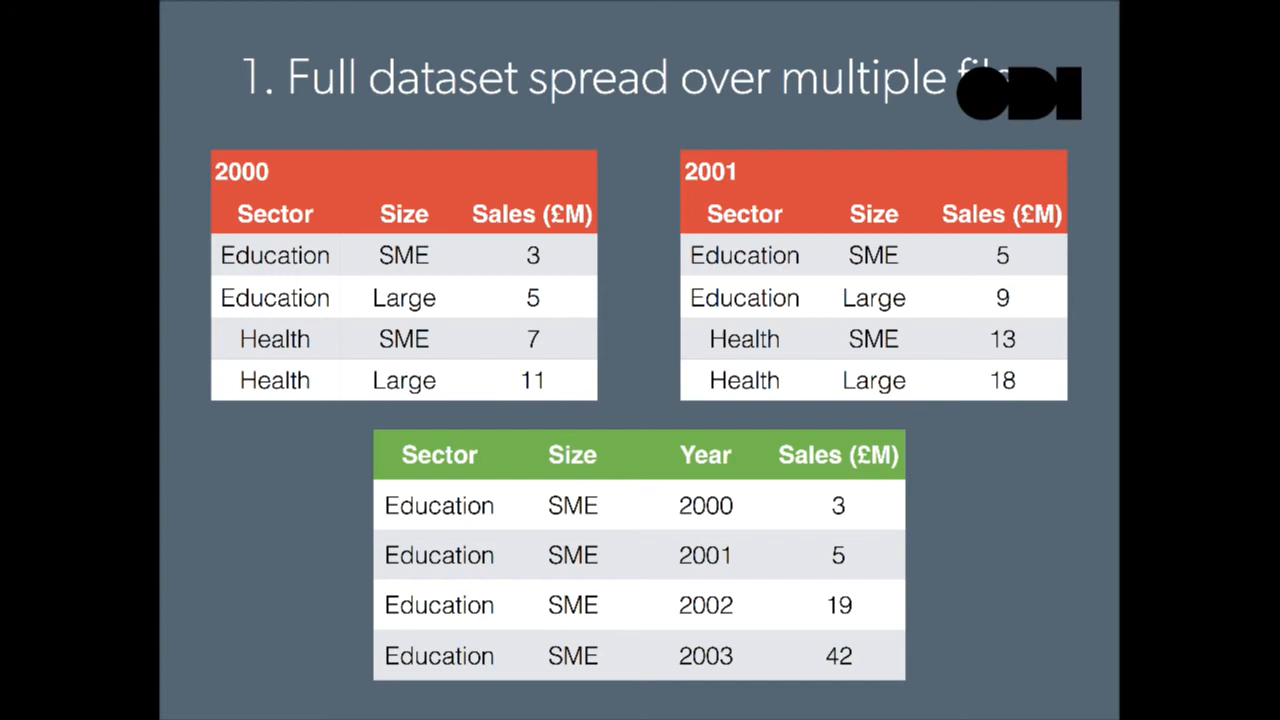 1. Full dataset spread over multiple
ODI
2000
Sector Size Sales (£M)
Education SME 3
Education Large 5
Health SME 7
Health Large 11
2001
Sector Size Sales (£M)
Education SME 5
Education Large 9
Health SME 13
Health Large 18
Sector Size Year Sales (£M)
Education SME 2000 3
Education SME 2001 5
Education SME 2002 19
Education SME 2003 42